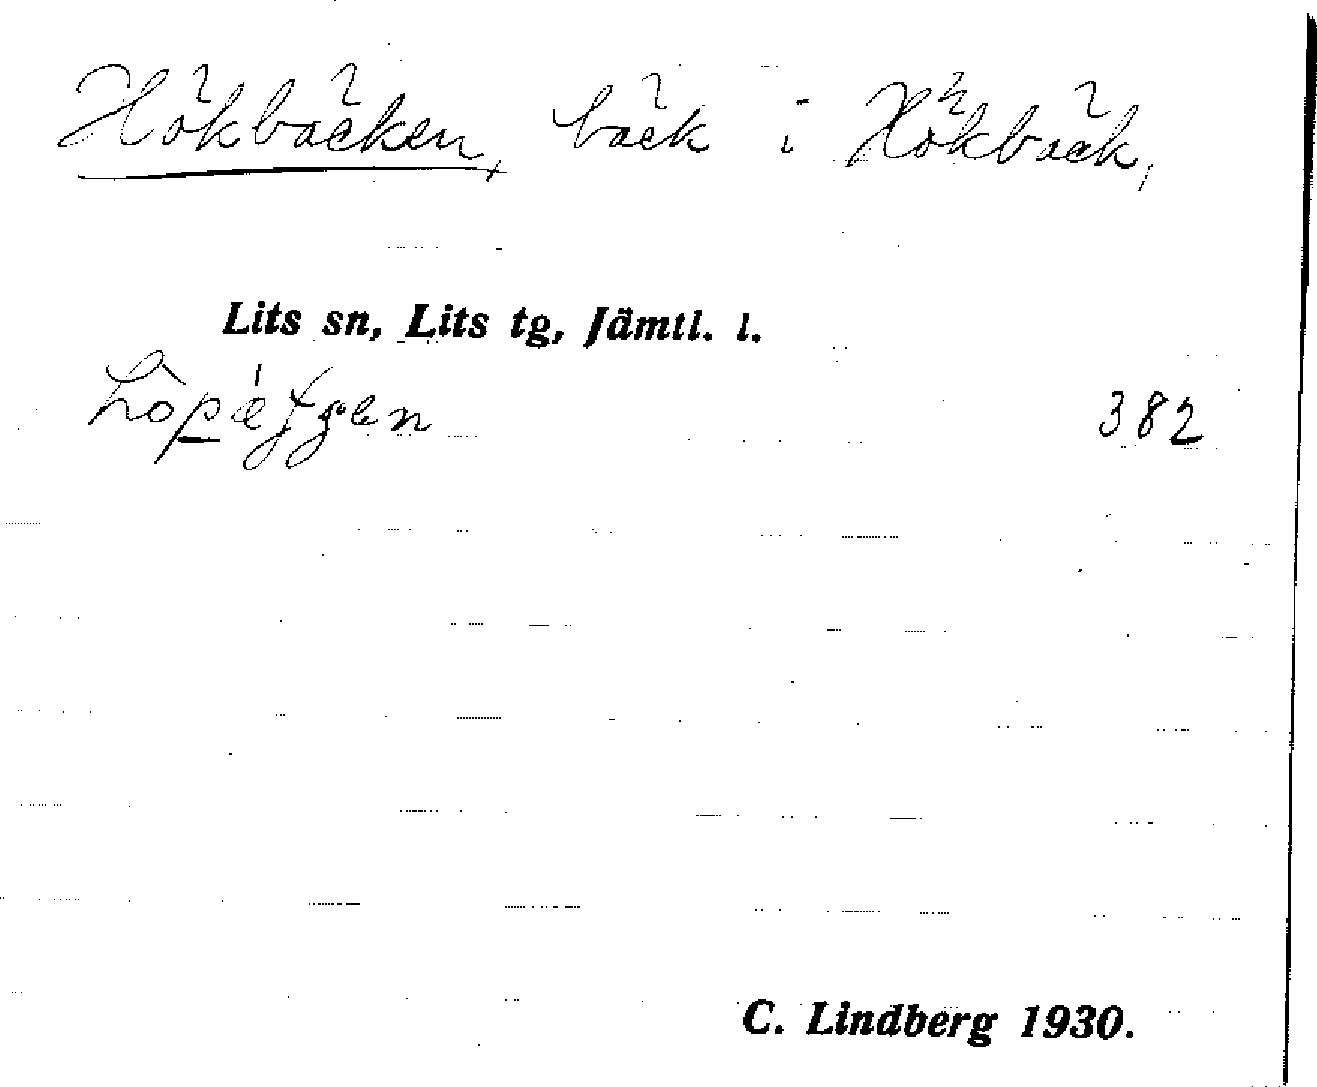 Hökbäcken, bäck i Hökbäck,
Lits sn, Lits tg, Jämtl. l.
382
C. Lindberg 1930.